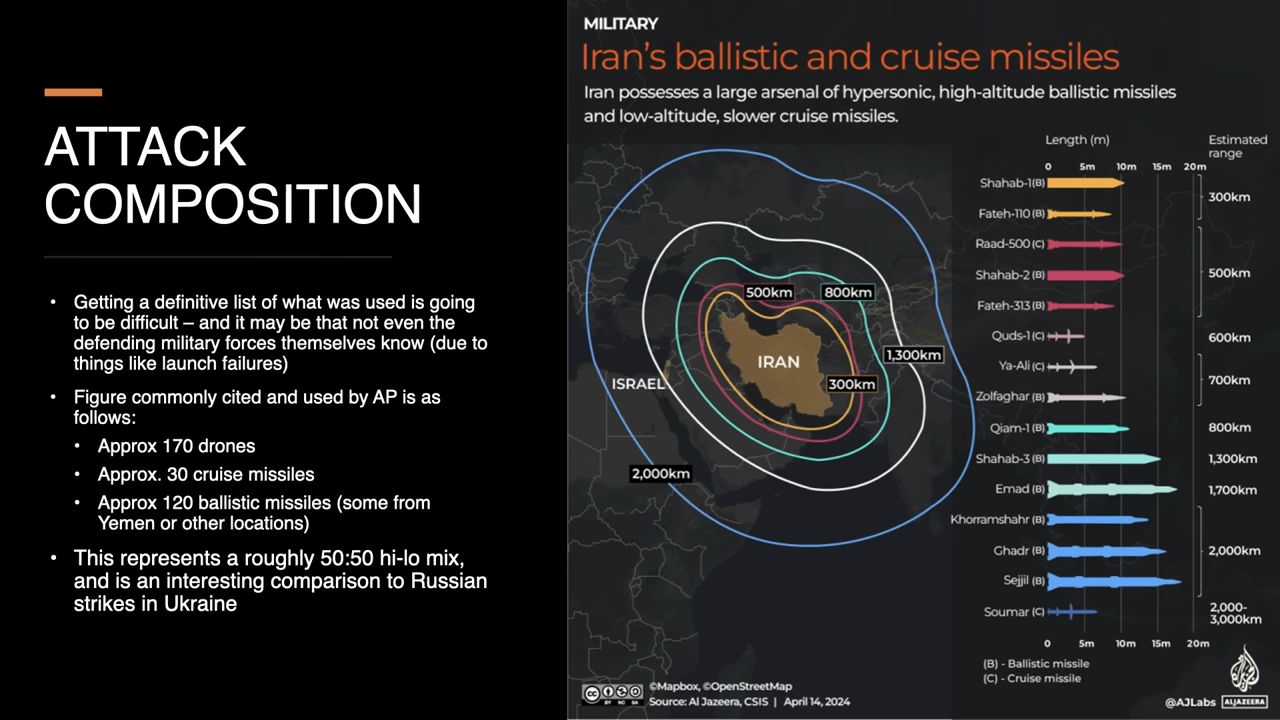 ATTACK
COMPOSITION
• Getting a definitive list of what was used is going
to be difficult – and it may be that not even the
defending military forces themselves know (due to
things like launch failures)
• Figure commonly cited and used by AP is as
follows:
• Approx 170 drones
• Approx. 30 cruise missiles
• Approx 120 ballistic missiles (some from
Yemen or other locations)
• This represents a roughly 50:50 hi-lo mix,
and is an interesting comparison to Russian
strikes in Ukraine
MILITARY
Iran's ballistic and cruise missiles
Iran possesses a large arsenal of hypersonic, high-altitude ballistic missiles
and low-altitude, slower cruise missiles.
500km
800km
1,300km
IRAN
ISRAEL
300km
2,000km
Length (m)
Estimated
range
0 5m 10m 15m 20m
Shahab-1(B)
300km
Fateh-110 (B)
Raad-500 (C)
Shahab-2 (B)
500km
Fateh-313 (B)
Quds-1 (C)
600km
Ya-Ali (C)
700km
Zolfaghar (B)
Qiam-1 (B)
800km
Shahab-3 (B)
1,300km
Emad (B)
1,700km
Khorramshahr (B)
Ghadr (B)
2,000km
Sejjil (B)
Soumar (C)
2,000-
3,000km
0 5m 10m 15m 20m
(B) - Ballistic missile
(C) - Cruise missile
cc BY NC SA
©Mapbox, ©OpenStreetMap
Source: Al Jazeera, CSIS | April 14, 2024
@AJLabs
ALJAZEERA